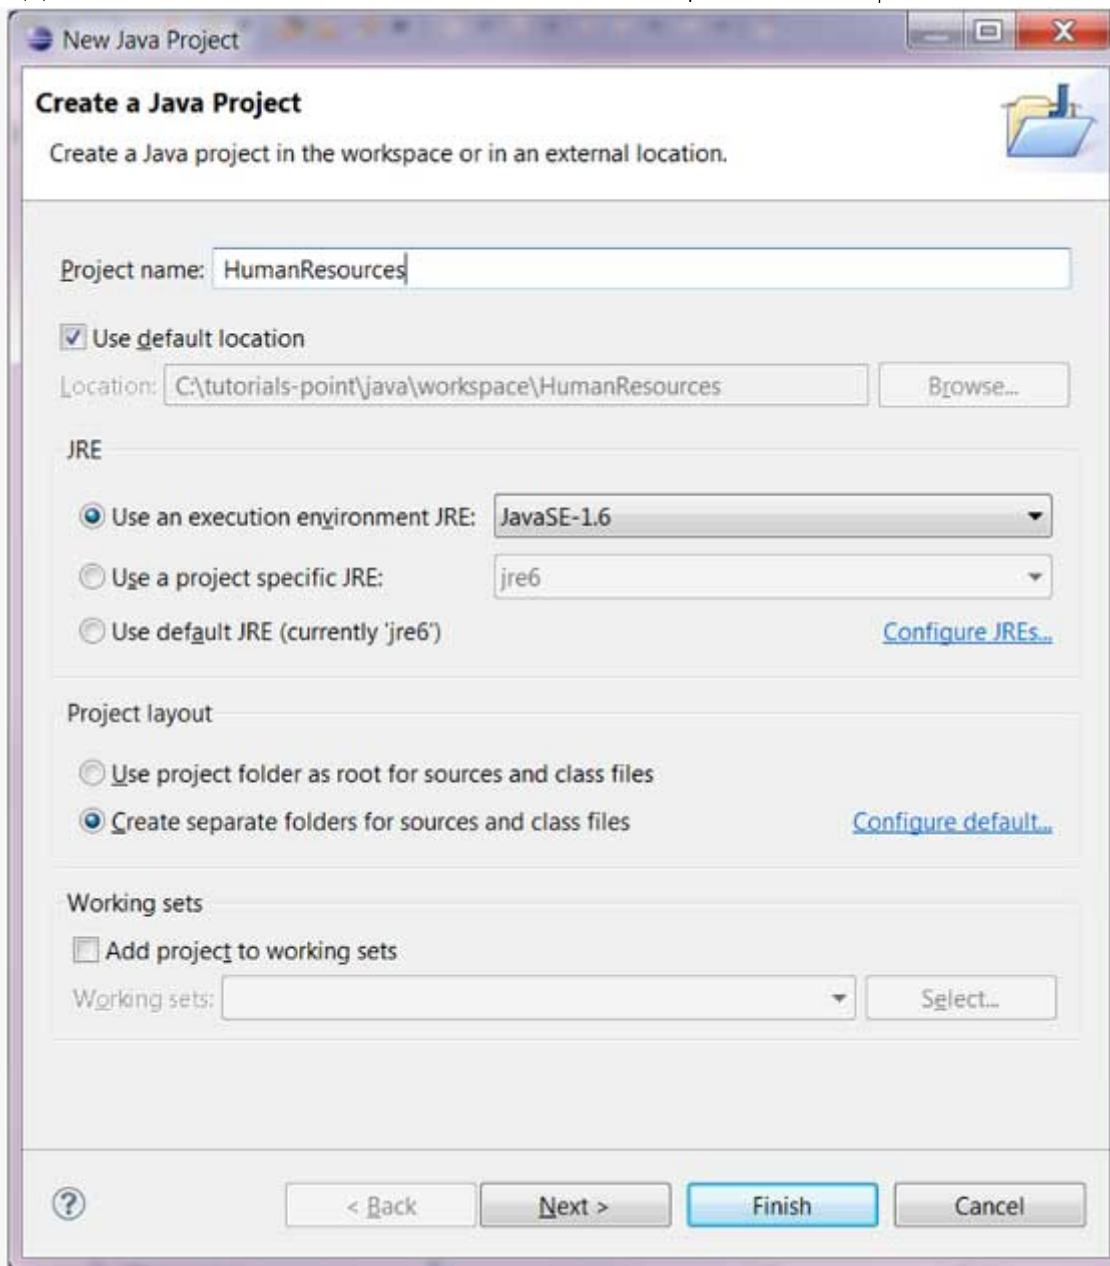 New Java Project
Create a Java Project
Create a Java project in the workspace or in an external location.
Project name: HumanResources
Use default location
Location: C:\tutorials-point\java\workspace\HumanResources Browse...
JRE
Use an execution environment JRE: JavaSE-1.6
Use a project specific JRE: jre6
Use default JRE (currently 'jre6') Configure JREs...
Project layout
Use project folder as root for sources and class files
Create separate folders for sources and class files Configure default...
Working sets
Add project to working sets
Working sets: Select...
? < Back Next > Finish Cancel